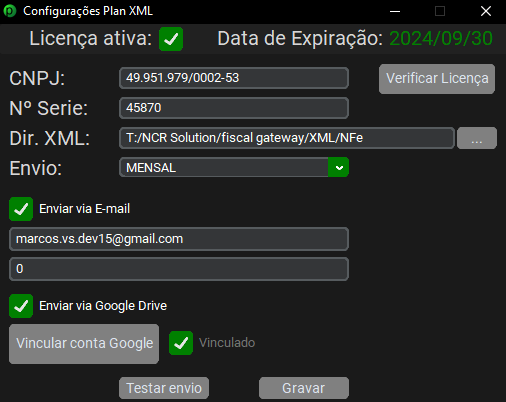 Configurações Plan XML
Licença ativa: Data de Expiração: 2024/09/30
CNPJ: 49.951.979/0002-53 Verificar Licença
Nº Serie: 45870
Dir. XML: T:/NCR Solution/fiscal gateway/XML/NFe ...
Envio: MENSAL
Enviar via E-mail
marcos.vs.dev15@gmail.com
0
Enviar via Google Drive
Vincular conta Google Vinculado
Testar envio Gravar